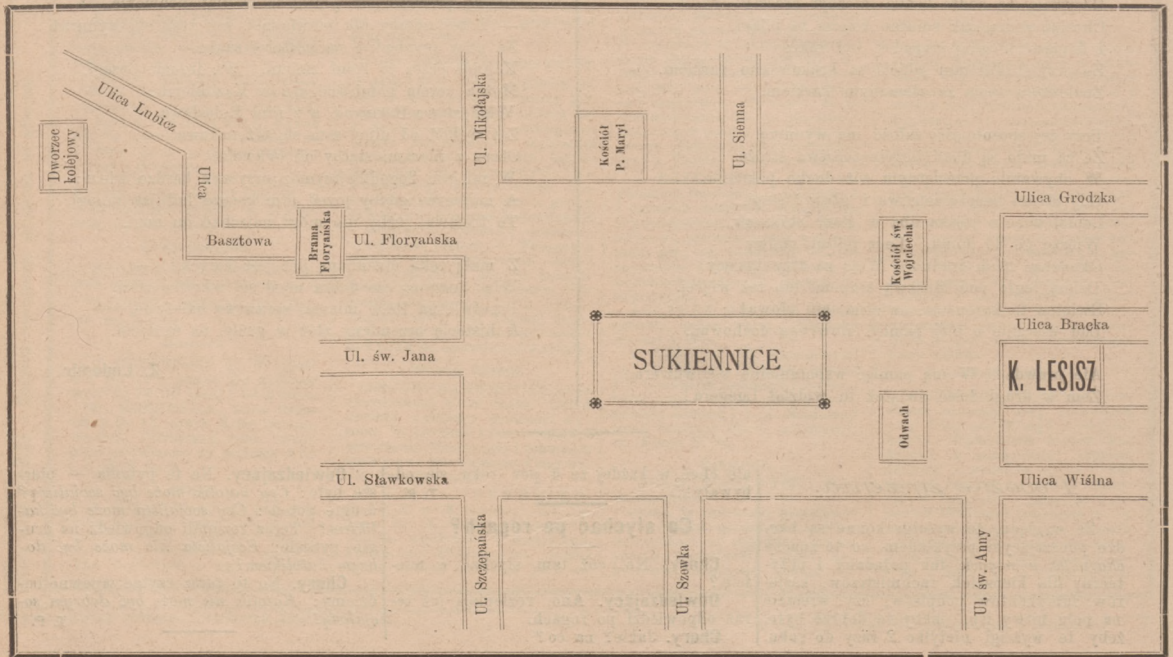 Ulica Lubicz
Dworzec
kolejowy
Ulica
Basztowa
Brama
Floryańska
Ul. Floryańska
Ul. Mikołajska
Kościół
P. Maryi
Ul. Sienna
Ulica Grodzka
Kościół św.
Wojciecha
Ulica Bracka
K. LESISZ
SUKIENNICE
Odwach
Ul. św. Jana
Ul. Sławkowska
Ulica Wiślna
Ul. Szczepańska
Ul. Szewka
Ul, św. Anny